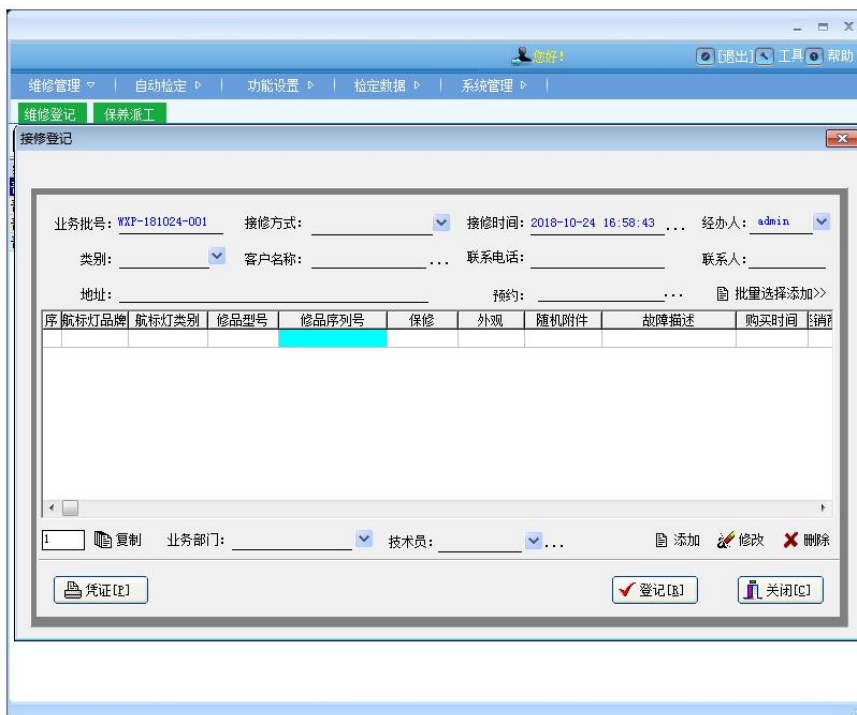 您好!
[退出] 工具 帮助
维修管理 | 自动检定 | 功能设置 | 检定数据 | 系统管理 |
维修登记 保养派工
接修登记
业务批号: WXP-181024-001 接修方式: 接修时间: 2018-10-24 16:58:43 ... 经办人: admin
类别: 客户名称: ... 联系电话: 联系人:
地址: 预约: ... 批量选择添加>>
序 航标灯品牌 航标灯类别 修品型号 修品序列号 保修 外观 随机附件 故障描述 购买时间
1 复制 业务部门: 技术员: ... 添加 修改 删除
凭证[P] 登记[R] 关闭[C]